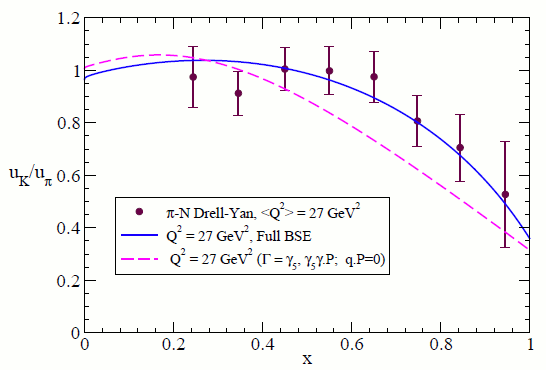 1.2
1
0.8
0.6
0.4
0.2
0
u_K/u_π
π-N Drell-Yan, <Q²> = 27 GeV²
Q² = 27 GeV², Full BSE
Q² = 27 GeV² (Γ = γ₅, γ₅γ.P; q.P=0)
0 0.2 0.4 0.6 0.8 1
x